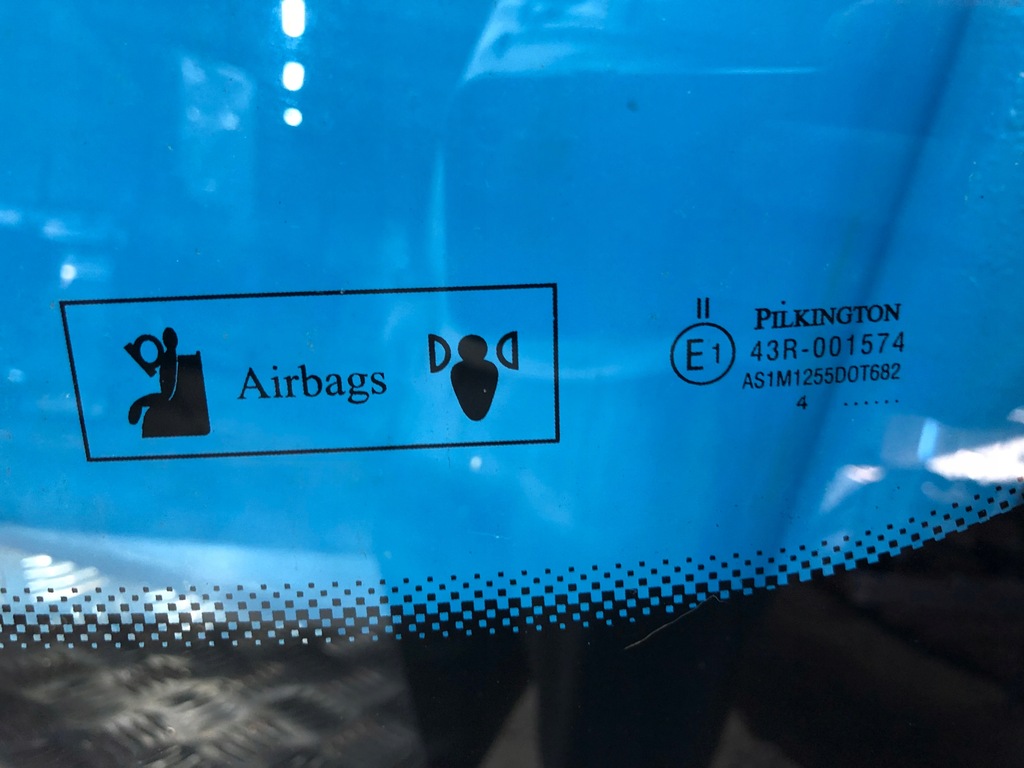 Airbags
II
E1
PILKINGTON
43R-001574
AS1M1255DOT682
4 ......